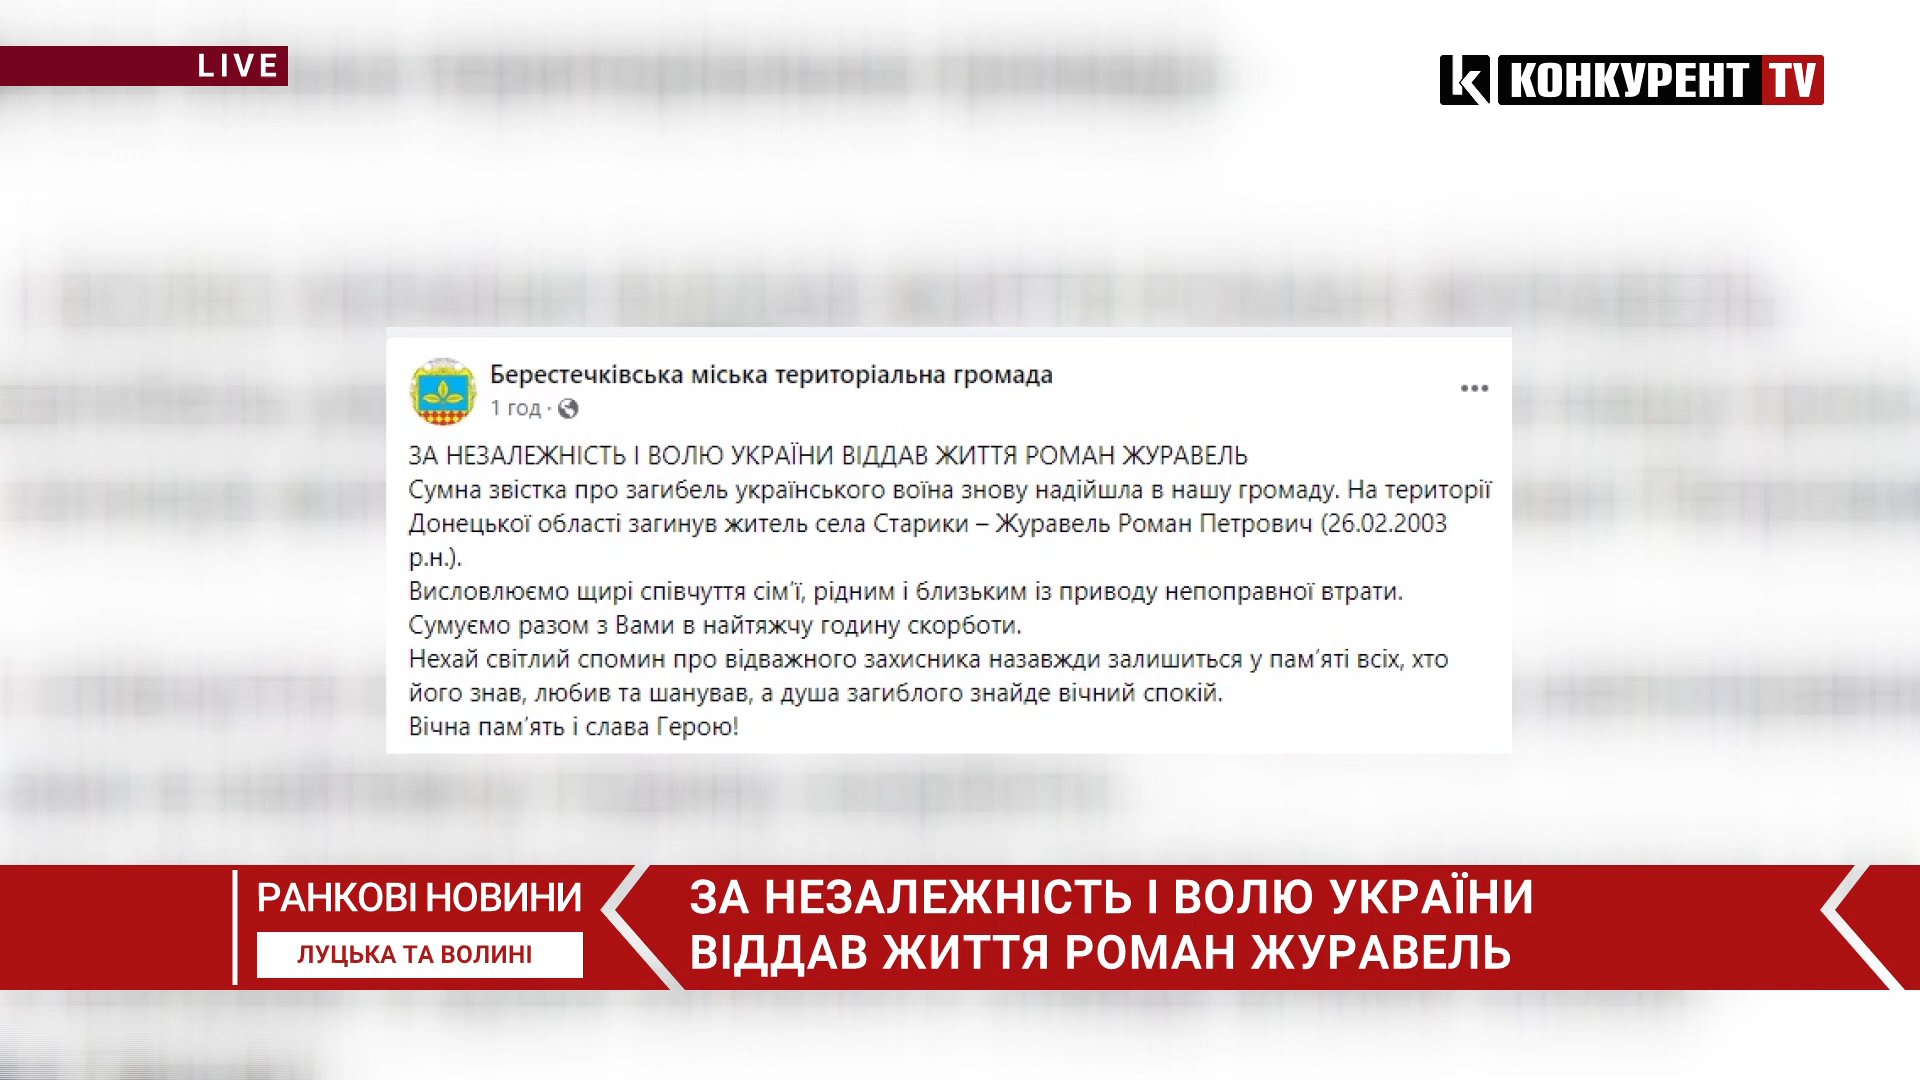 LIVE
k КОНКУРЕНТ TV
Берестечківська міська територіальна громада
1 год ·
ЗА НЕЗАЛЕЖНІСТЬ І ВОЛЮ УКРАЇНИ ВІДДАВ ЖИТТЯ РОМАН ЖУРАВЕЛЬ
Сумна звістка про загибель українського воїна знову надійшла в нашу громаду. На території
Донецької області загинув житель села Старики – Журавель Роман Петрович (26.02.2003
р.н.).
Висловлюємо щирі співчуття сім’ї, рідним і близьким із приводу непоправної втрати.
Сумуємо разом з Вами в найтяжчу годину скорботи.
Нехай світлий спомин про відважного захисника назавжди залишиться у пам’яті всіх, хто
його знав, любив та шанував, а душа загиблого знайде вічний спокій.
Вічна пам’ять і слава Герою!
РАНКОВІ НОВИНИ
ЛУЦЬКА ТА ВОЛИНІ
ЗА НЕЗАЛЕЖНІСТЬ І ВОЛЮ УКРАЇНИ
ВІДДАВ ЖИТТЯ РОМАН ЖУРАВЕЛЬ